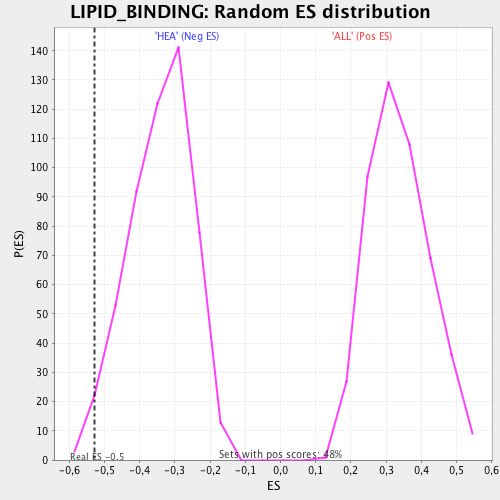 LIPID_BINDING: Random ES distribution
'HEA' (Neg ES) 'ALL' (Pos ES)
P(ES)
140
130
120
110
100
90
80
70
60
50
40
30
20
10
0
Real ES -0.5 Sets with pos scores: 48%
-0,6 -0,5 -0,4 -0,3 -0,2 -0,1 0,0 0,1 0,2 0,3 0,4 0,5 0,6
ES